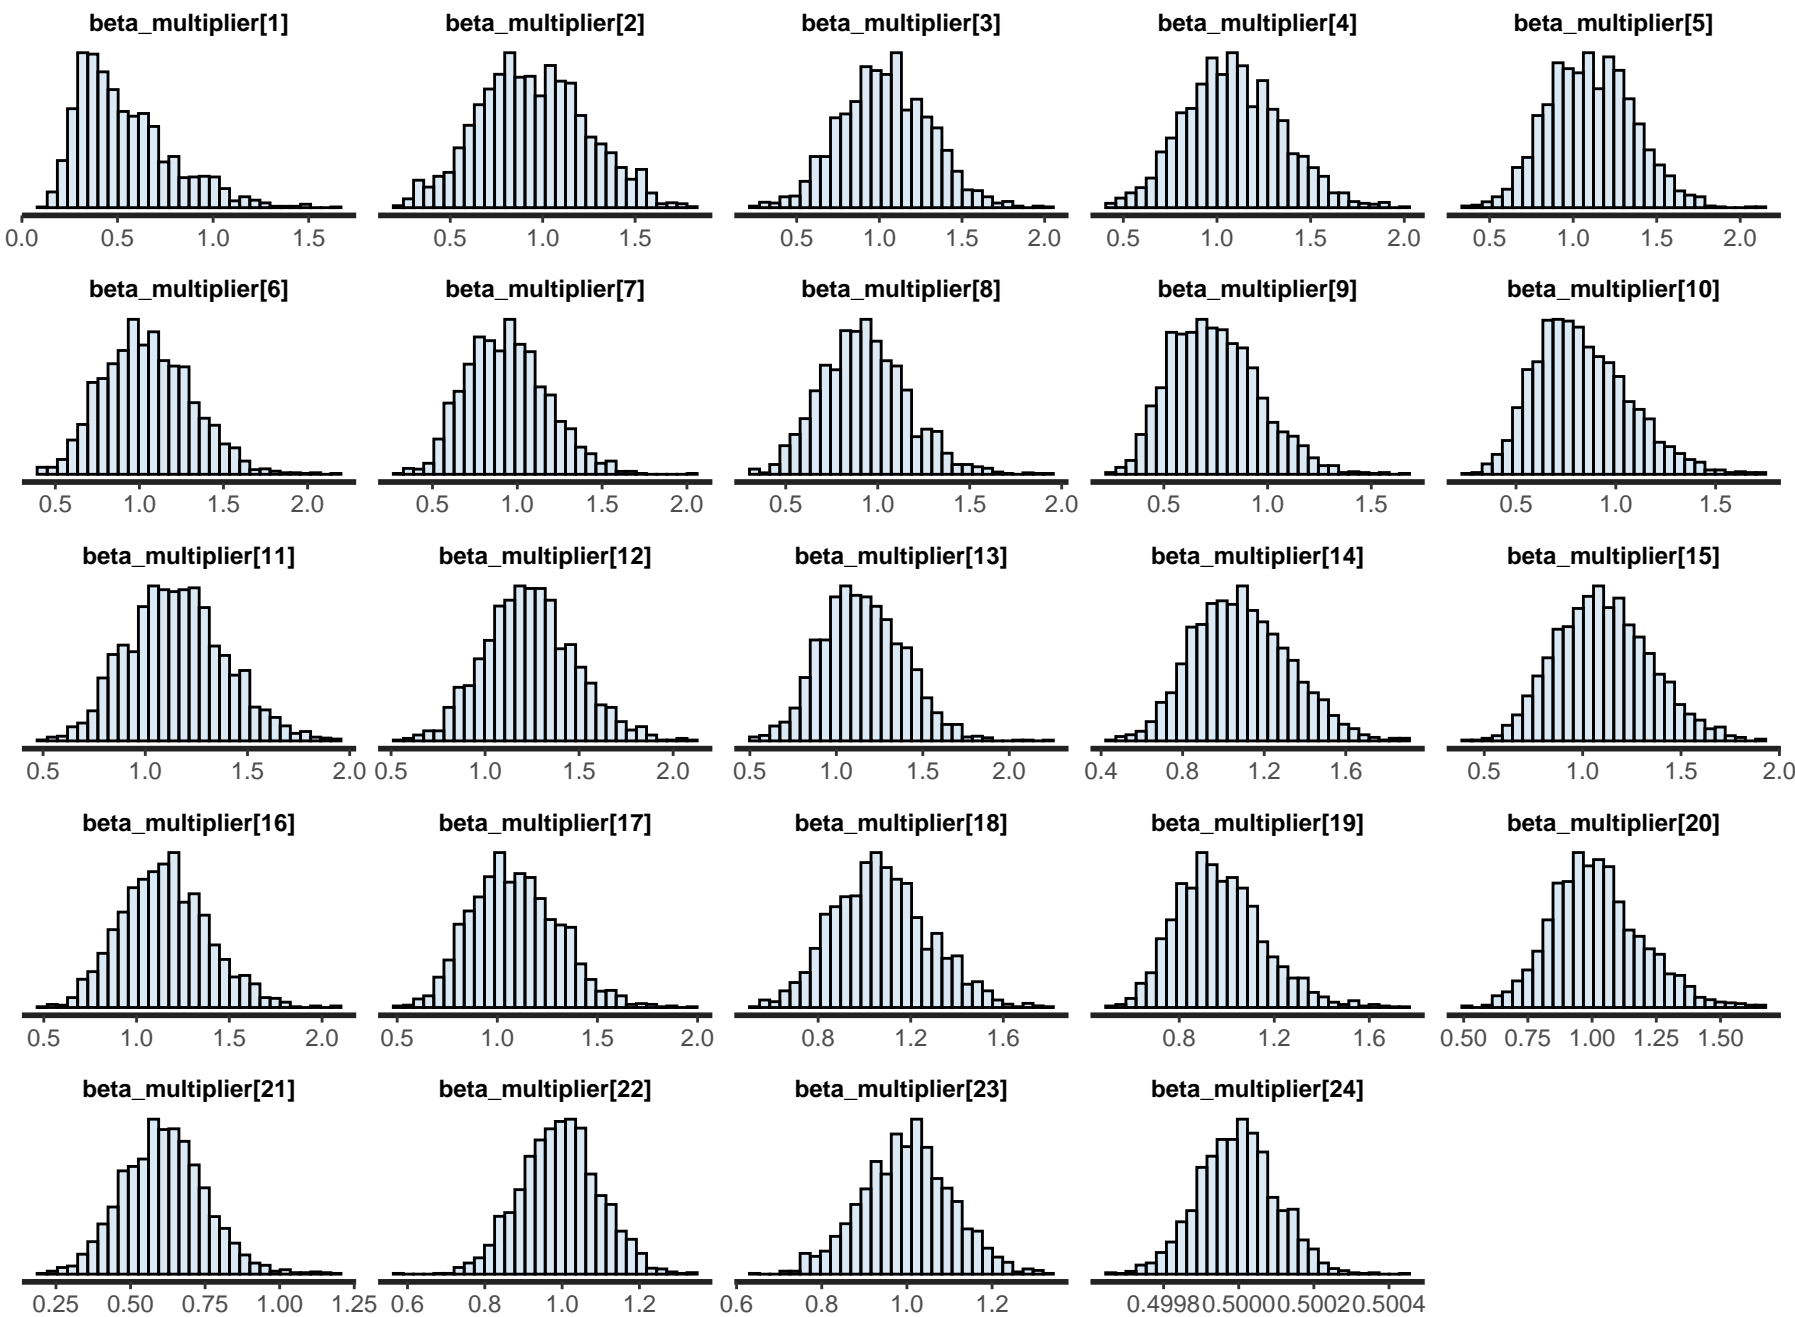 beta_multiplier[1] beta_multiplier[2] beta_multiplier[3] beta_multiplier[4] beta_multiplier[5]
0.0 0.5 1.0 1.5 0.5 1.0 1.5 0.5 1.0 1.5 2.0 0.5 1.0 1.5 2.0 0.5 1.0 1.5 2.0
beta_multiplier[6] beta_multiplier[7] beta_multiplier[8] beta_multiplier[9] beta_multiplier[10]
0.5 1.0 1.5 2.0 0.5 1.0 1.5 2.0 0.5 1.0 1.5 2.0 0.5 1.0 1.5 0.5 1.0 1.5
beta_multiplier[11] beta_multiplier[12] beta_multiplier[13] beta_multiplier[14] beta_multiplier[15]
0.5 1.0 1.5 2.0 0.5 1.0 1.5 2.0 0.5 1.0 1.5 2.0 0.4 0.8 1.2 1.6 0.5 1.0 1.5 2.0
beta_multiplier[16] beta_multiplier[17] beta_multiplier[18] beta_multiplier[19] beta_multiplier[20]
0.5 1.0 1.5 2.0 0.5 1.0 1.5 2.0 0.8 1.2 1.6 0.8 1.2 1.6 0.50 0.75 1.00 1.25 1.50
beta_multiplier[21] beta_multiplier[22] beta_multiplier[23] beta_multiplier[24]
0.25 0.50 0.75 1.00 1.25 0.6 0.8 1.0 1.2 0.6 0.8 1.0 1.2 0.4998 0.5000 0.5002 0.5004